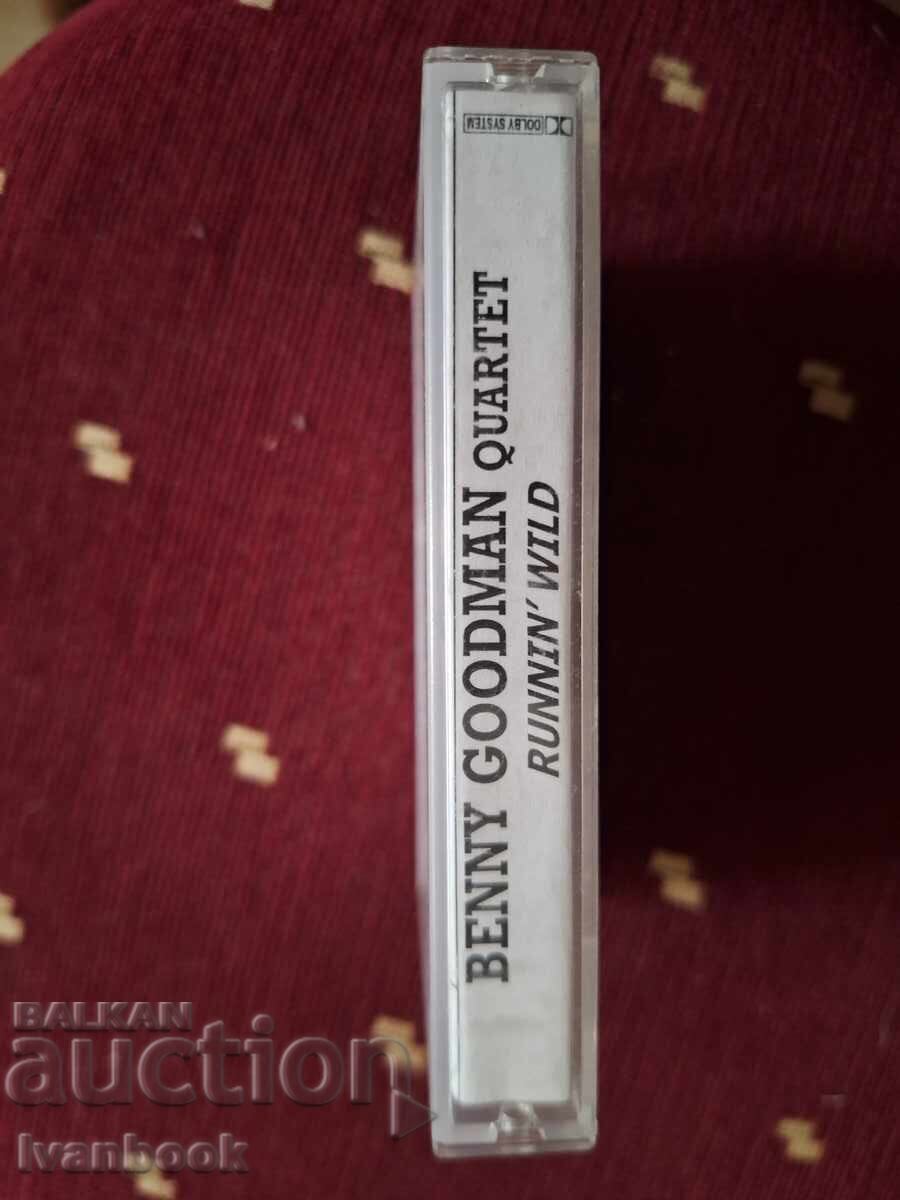 DOLBY SYSTEM
BENNY GOODMAN QUARTET
RUNNIN' WILD
BALKAN
auction
Ivanbook